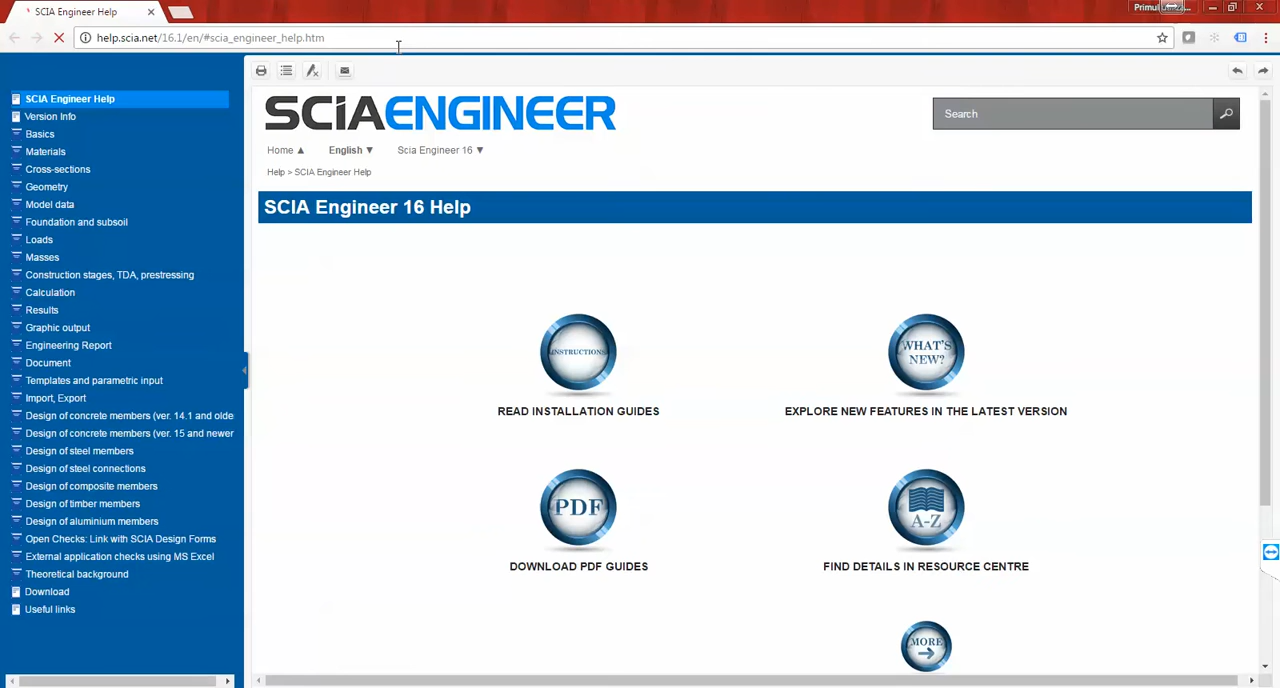 SCIA Engineer Help
help.scia.net/16.1/en/#scia_engineer_help.htm
SCIA Engineer Help
Version Info
Basics
Materials
Cross-sections
Geometry
Model data
Foundation and subsoil
Loads
Masses
Construction stages, TDA, prestressing
Calculation
Results
Graphic output
Engineering Report
Document
Templates and parametric input
Import, Export
Design of concrete members (ver. 14.1 and olde
Design of concrete members (ver. 15 and newer
Design of steel members
Design of steel connections
Design of composite members
Design of timber members
Design of aluminium members
Open Checks: Link with SCIA Design Forms
External application checks using MS Excel
Theoretical background
Download
Useful links
SCIAENGINEER
Search
Home ▲ English ▼ Scia Engineer 16 ▼
Help > SCIA Engineer Help
SCIA Engineer 16 Help
INSTRUCTIONS
READ INSTALLATION GUIDES
WHAT'S
NEW?
EXPLORE NEW FEATURES IN THE LATEST VERSION
PDF
DOWNLOAD PDF GUIDES
A-Z
FIND DETAILS IN RESOURCE CENTRE
MORE